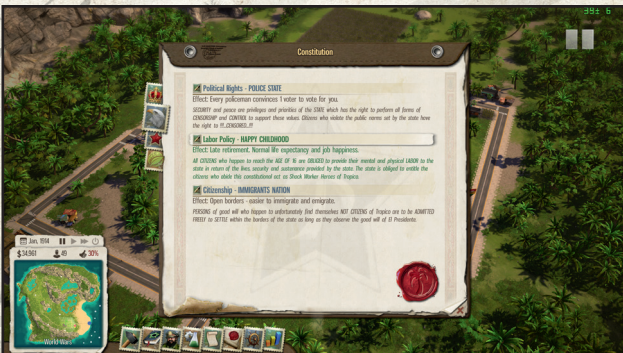 39± 6
Constitution
Political Rights - POLICE STATE
Effect: Every policeman convinces 1 voter to vote for you.
SECURITY and peace are privileges and priorities of the STATE which has the right to perform all forms of
CENSORSHIP and CONTROL to support those values. Citizens who violate the public norms set by the state have
the right to !!!...CENSORED...!!!
Labor Policy - HAPPY CHILDHOOD
Effect: Late retirement. Normal life expectancy and job happiness.
All CITIZENS who happen to reach the AGE OF 16 are OBLIGED to provide their mental and physical LABOR to the
state in return of the lives, security and sustenance provided by the state. The state is obliged to entitle the
citizens who abide this constitutional act as Shock Worker Heroes of Tropico.
Citizenship - IMMIGRANTS NATION
Effect: Open borders - easier to immigrate and emigrate.
PERSONS of good will who happen to unfortunately find themselves NOT CITIZENS of Tropico are to be ADMITTED
FREELY to SETTLE within the borders of the state as long as they observe the good will of El Presidente.
Jan, 1914
$34,961 49 30%
World Wars